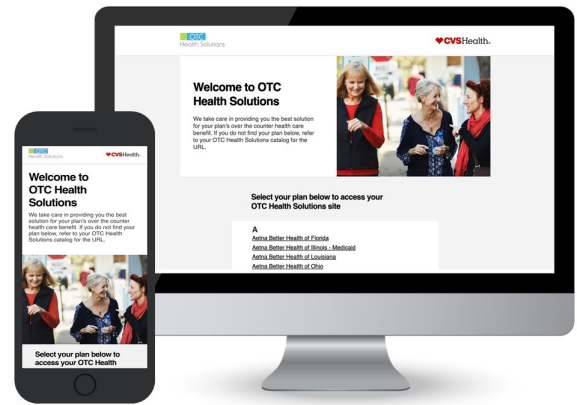 OTC
Health Solutions
CVSHealth.
Welcome to OTC
Health Solutions
We take care in providing you the best solution
for your plan's over the counter health care
benefit. If you do not find your plan below, refer
to your OTC Health Solutions catalog for the
URL.
Select your plan below to access your
OTC Health Solutions site
A
Aetna Better Health of Florida
Aetna Better Health of Illinois - Medicaid
Aetna Better Health of Louisiana
Aetna Better Health of Ohio
OTC
Health Solutions
CVSHealth.
Welcome to
OTC Health
Solutions
We take care in providing you the best
solution for your plan's over the counter
health care benefit. If you do not find your
plan below, refer to your OTC Health
Solutions catalog for the URL.
Select your plan below to
access your OTC Health